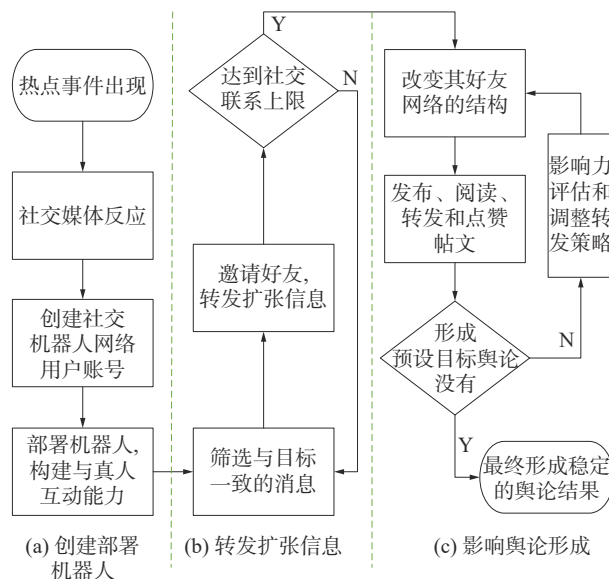 热点事件出现
社交媒体反应
创建社交
机器人网络
用户账号
部署机器人,
构建与真人
互动能力
(a) 创建部署
机器人
Y
达到社交
联系上限
N
邀请好友,
转发扩张信息
筛选与目标
一致的消息
(b) 转发扩张信息
改变其好友
网络的结构
发布、阅读、
转发和点赞
帖文
影响力
评估和
调整转
发策略
形成
预设目标舆论
没有
N
Y
最终形成稳定
的舆论结果
(c) 影响舆论形成